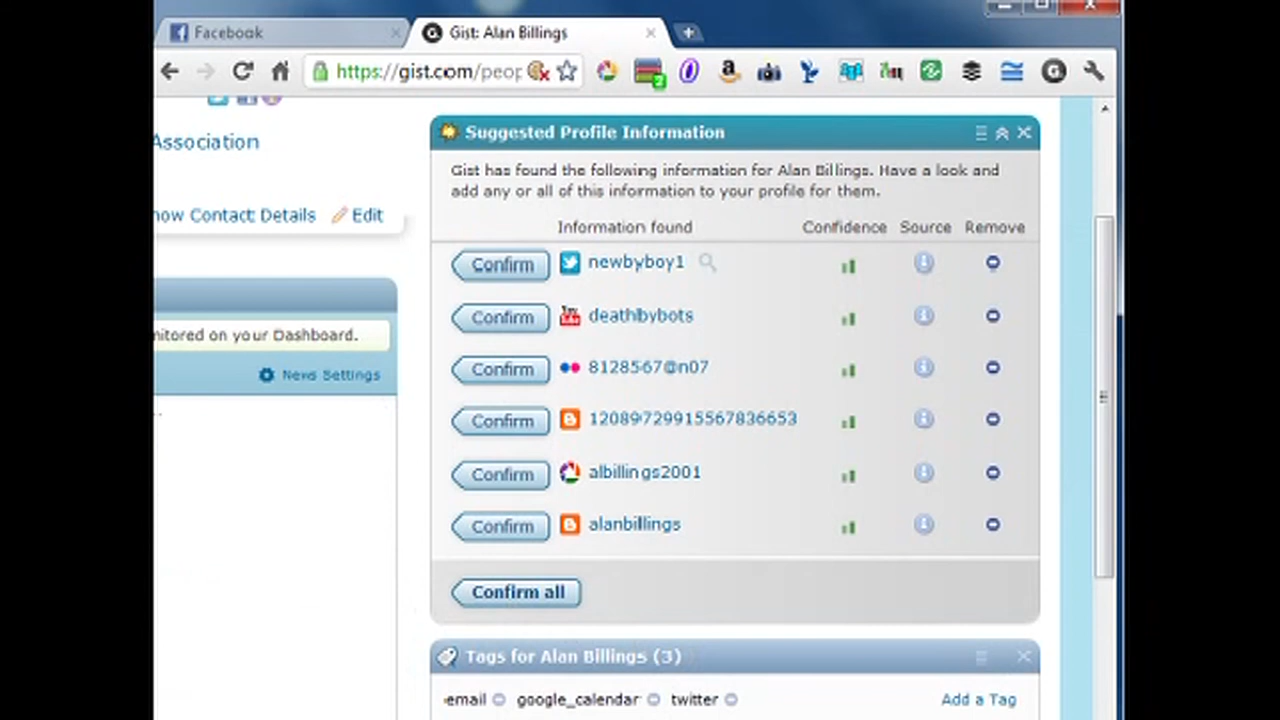 Facebook
Gist: Alan Billings
https://gist.com/peop
Association
how Contact Details Edit
nitored on your Dashboard.
News Settings
Suggested Profile Information
Gist has found the following information for Alan Billings. Have a look and
add any or all of this information to your profile for them.
Information found Confidence Source Remove
Confirm newbyboy1
Confirm deathbybots
Confirm 8128567@n07
Confirm 12089729915567836653
Confirm albillings2001
Confirm alanbillings
Confirm all
Tags for Alan Billings (3)
email google_calendar twitter Add a Tag